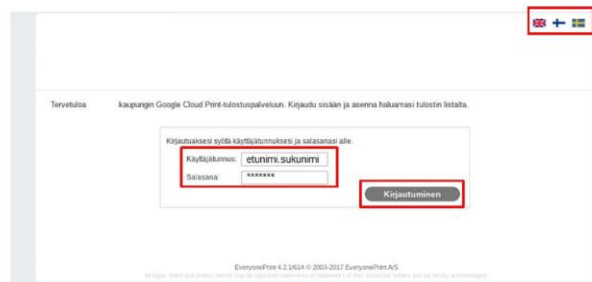 Tervetuloa kaupungin Google Cloud Print-tulostuspalveluun. Kirjaudu sisään ja asenna haluamasi tulostin listalta.
Kirjautuaksesi syötä käyttäjätunnuksesi ja salasanasi alle.
Käyttäjätunnus: etunimi.sukunimi
Salasana: *******
Kirjautuminen
EveryonePrint 4.2.1/614 © 2003-2017 EveryonePrint A/S